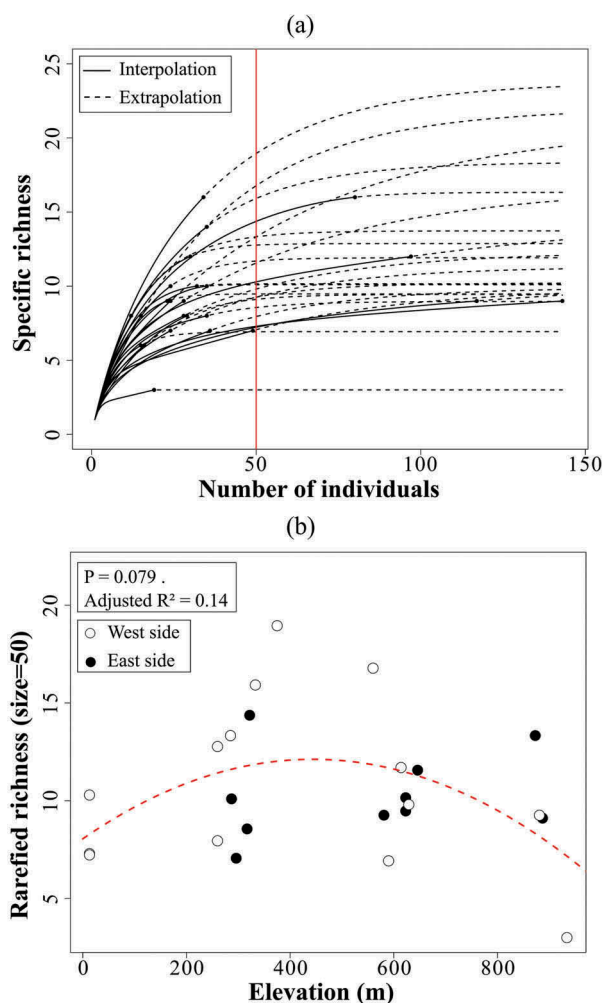 (a)
25
20
15
10
5
0
Specific richness
Interpolation
Extrapolation
0
50
100
150
Number of individuals
(b)
P = 0.079 .
Adjusted R² = 0.14
West side
East side
20
15
10
5
Rarefied richness (size=50)
0
200
400
600
800
Elevation (m)